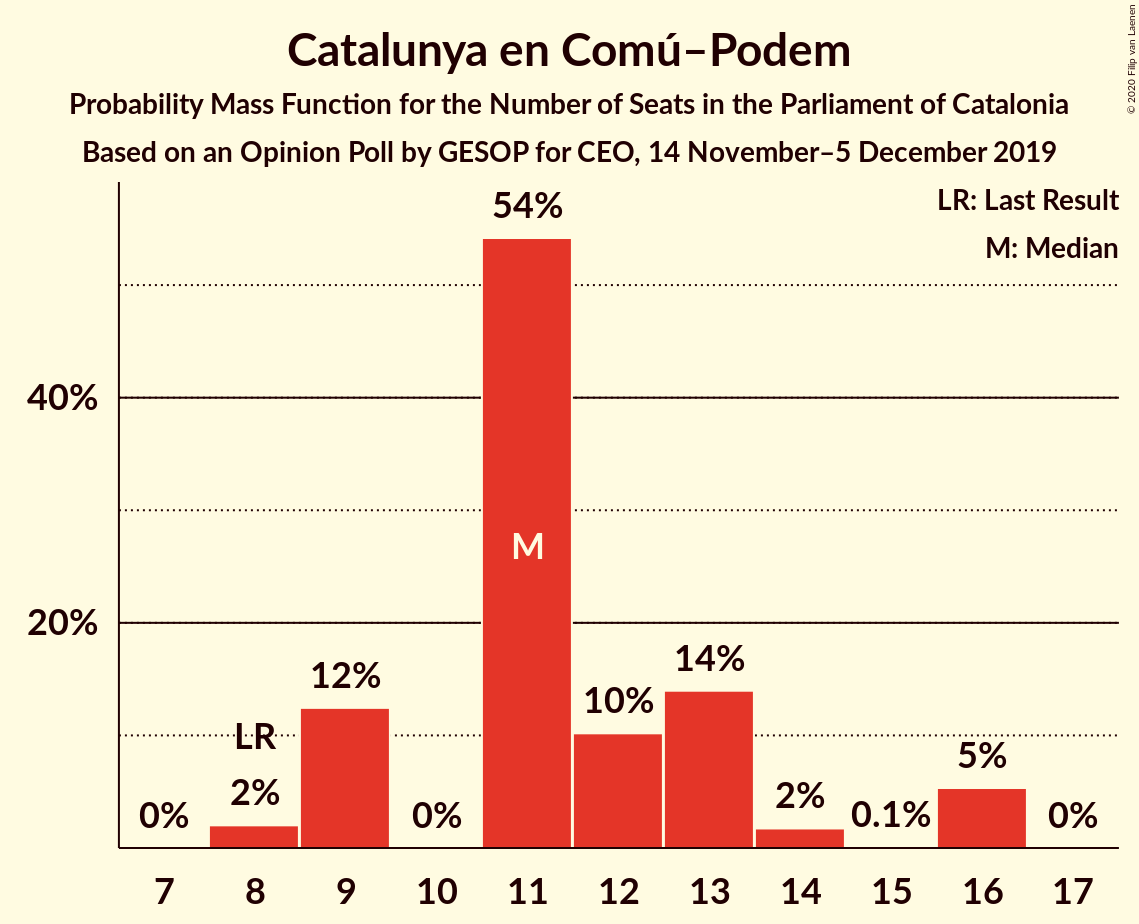 Catalunya en Comú–Podem
Probability Mass Function for the Number of Seats in the Parliament of Catalonia
Based on an Opinion Poll by GESOP for CEO, 14 November–5 December 2019
© 2020 Filip van Laenen
LR: Last Result
M: Median
54%
40%
M
20%
14%
12%
10%
LR
5%
2%
2%
0%
0%
0.1%
0%
7 8 9 10 11 12 13 14 15 16 17